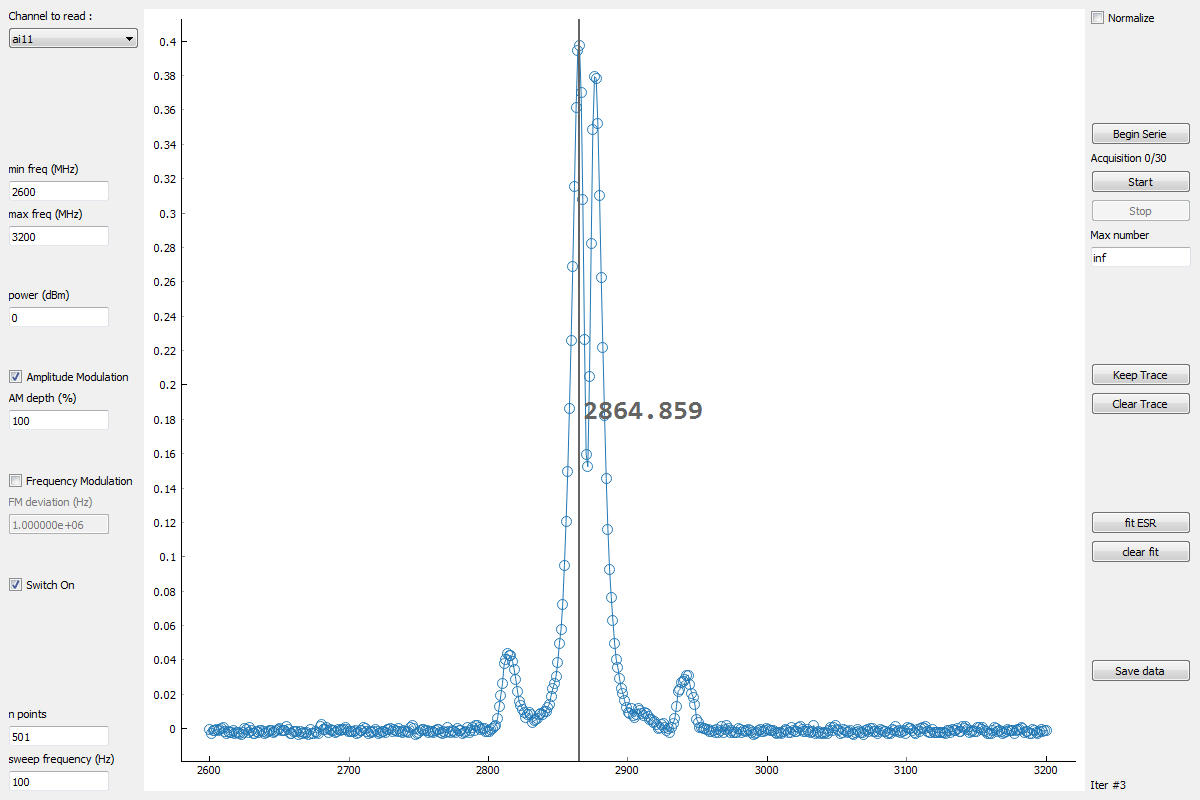 Channel to read :
ai11
min freq (MHz)
2600
max freq (MHz)
3200
power (dBm)
0
Amplitude Modulation
AM depth (%)
100
Frequency Modulation
FM deviation (Hz)
1.000000e+06
Switch On
n points
501
sweep frequency (Hz)
100
0.4
0.38
0.36
0.34
0.32
0.3
0.28
0.26
0.24
0.22
0.2
0.18
0.16
0.14
0.12
0.1
0.08
0.06
0.04
0.02
0
2864.859
2600
2700
2800
2900
3000
3100
3200
Normalize
Begin Serie
Acquisition 0/30
Start
Stop
Max number
inf
Keep Trace
Clear Trace
fit ESR
clear fit
Save data
Iter #3